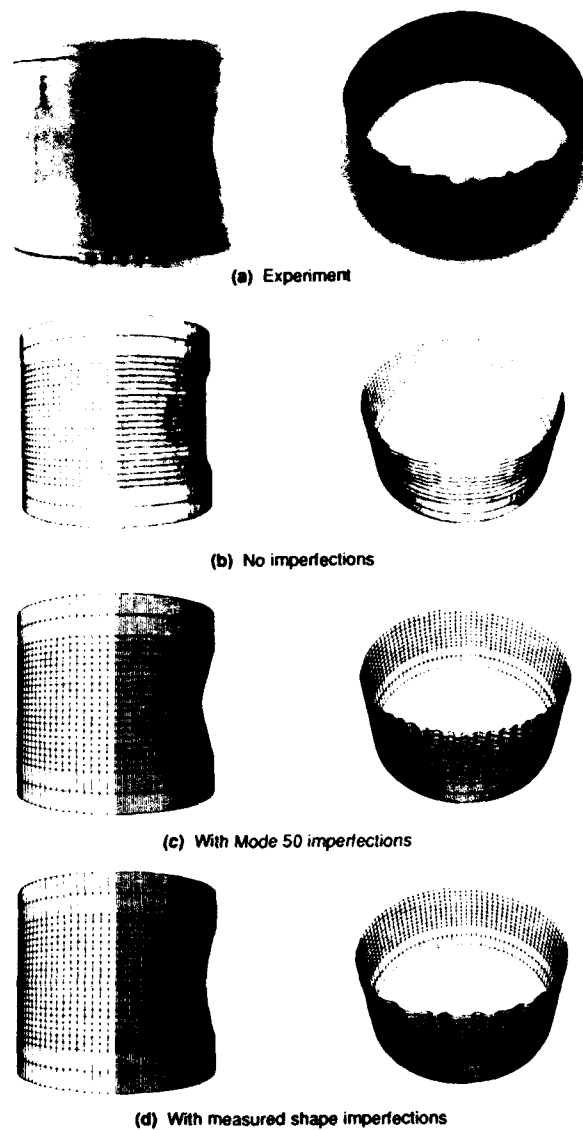 (a) Experiment
(b) No imperfections
(c) With Mode 50 imperfections
(d) With measured shape imperfections